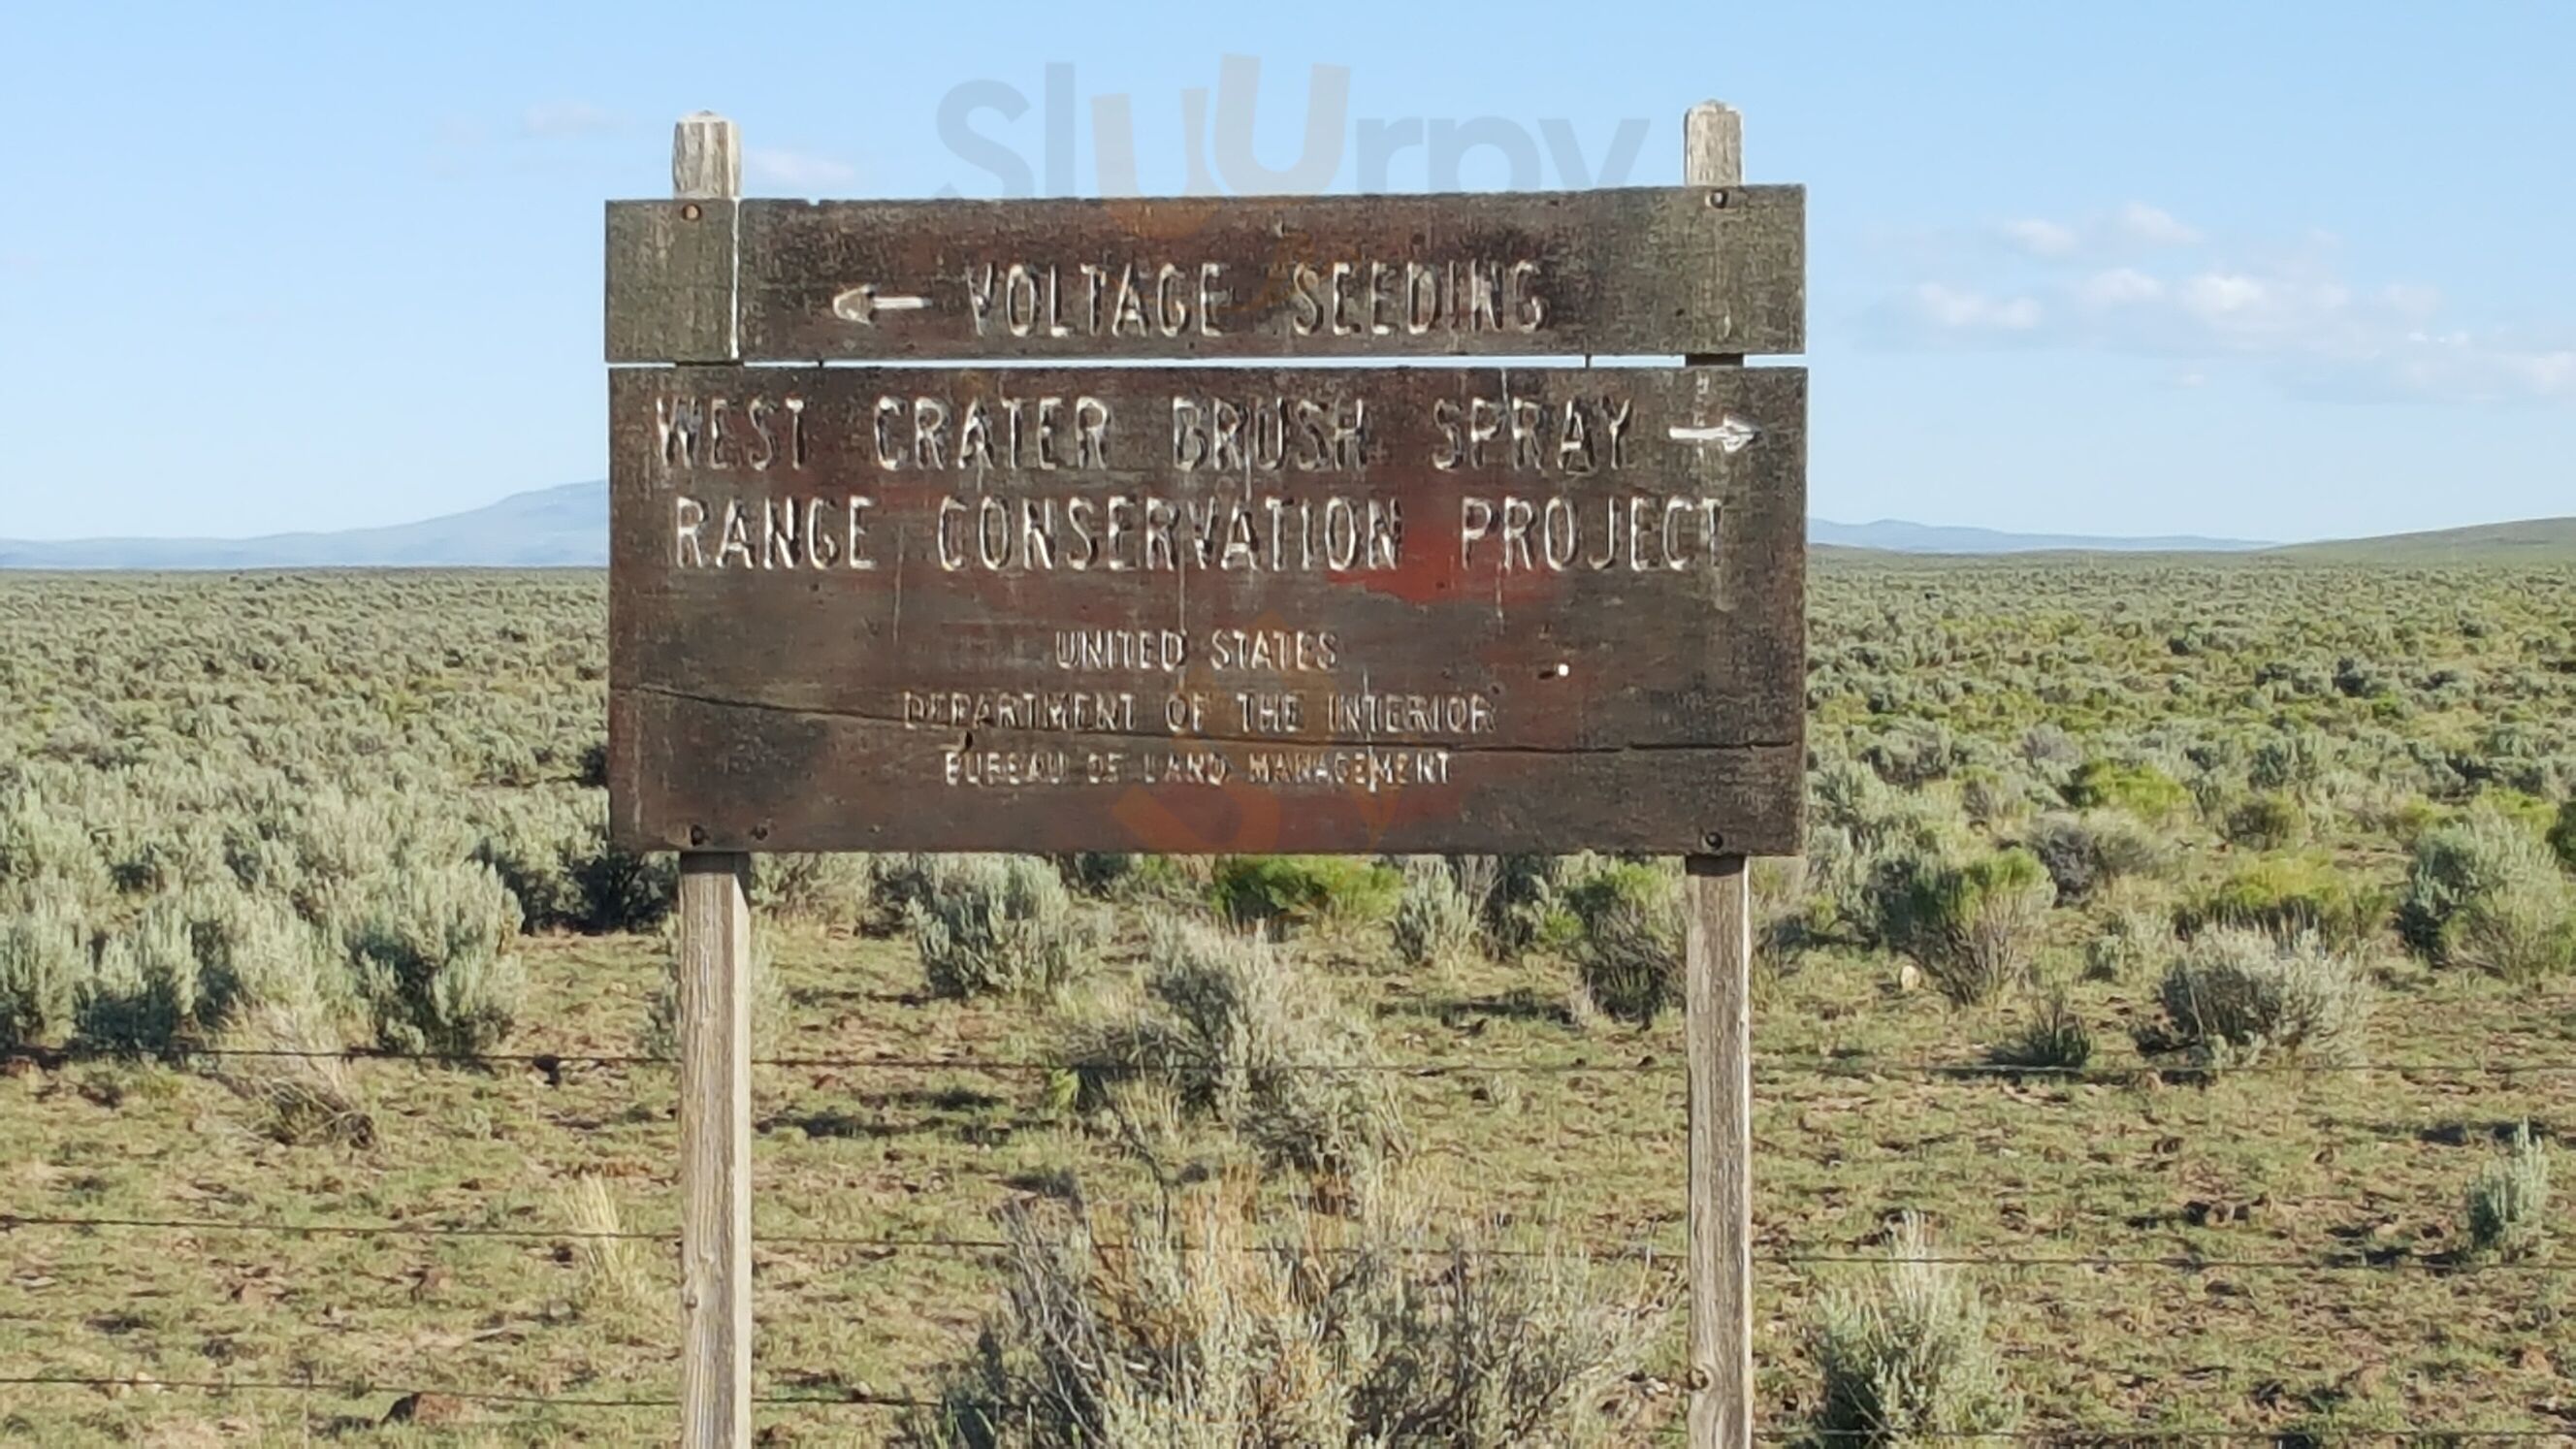 Sluurpy
← VOLTAGE SEEDING
WEST CRATER BRUSH SPRAY →
RANGE CONSERVATION PROJECT
UNITED STATES
DEPARTMENT OF THE INTERIOR
BUREAU OF LAND MANAGEMENT